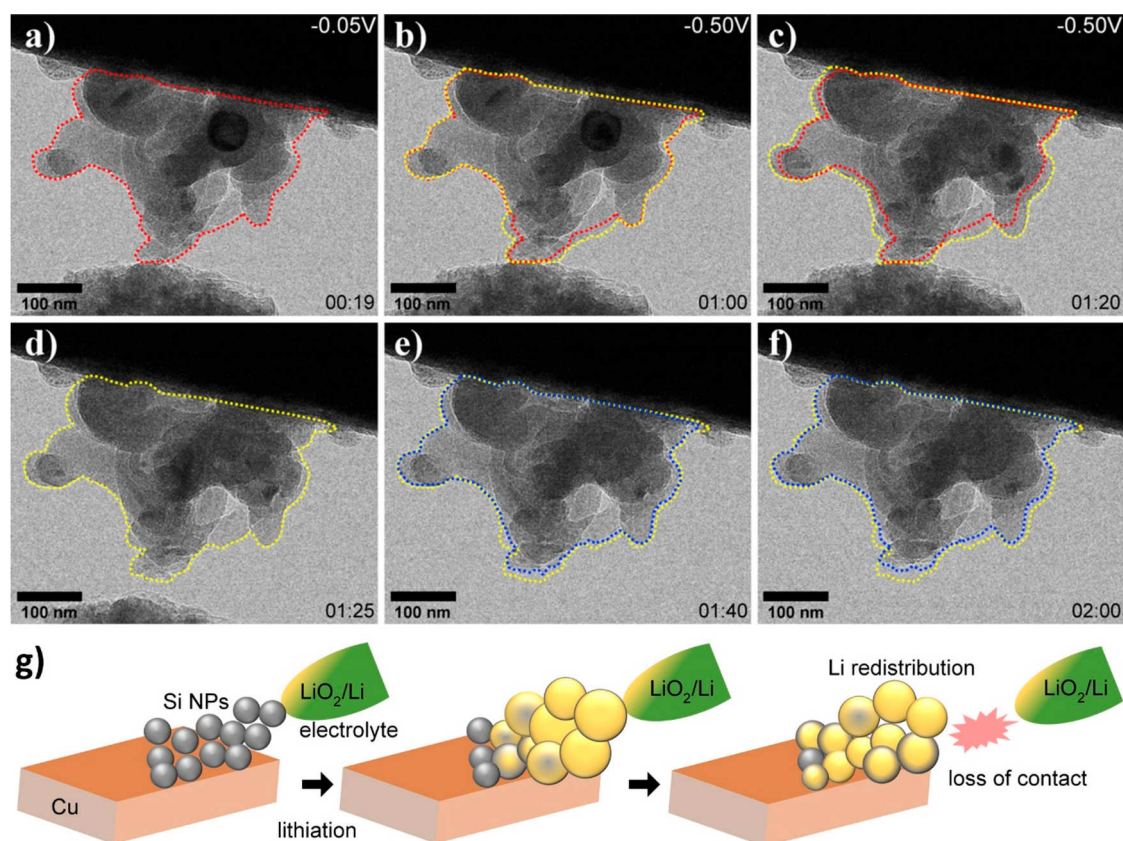 a)
-0.05V
100 nm
00:19
b)
-0.50V
100 nm
01:00
c)
-0.50V
100 nm
01:20
d)
100 nm
01:25
e)
100 nm
01:40
f)
100 nm
02:00
g)
Si NPs
LiO2/Li
electrolyte
Cu
lithiation
LiO2/Li
Li redistribution
LiO2/Li
loss of contact